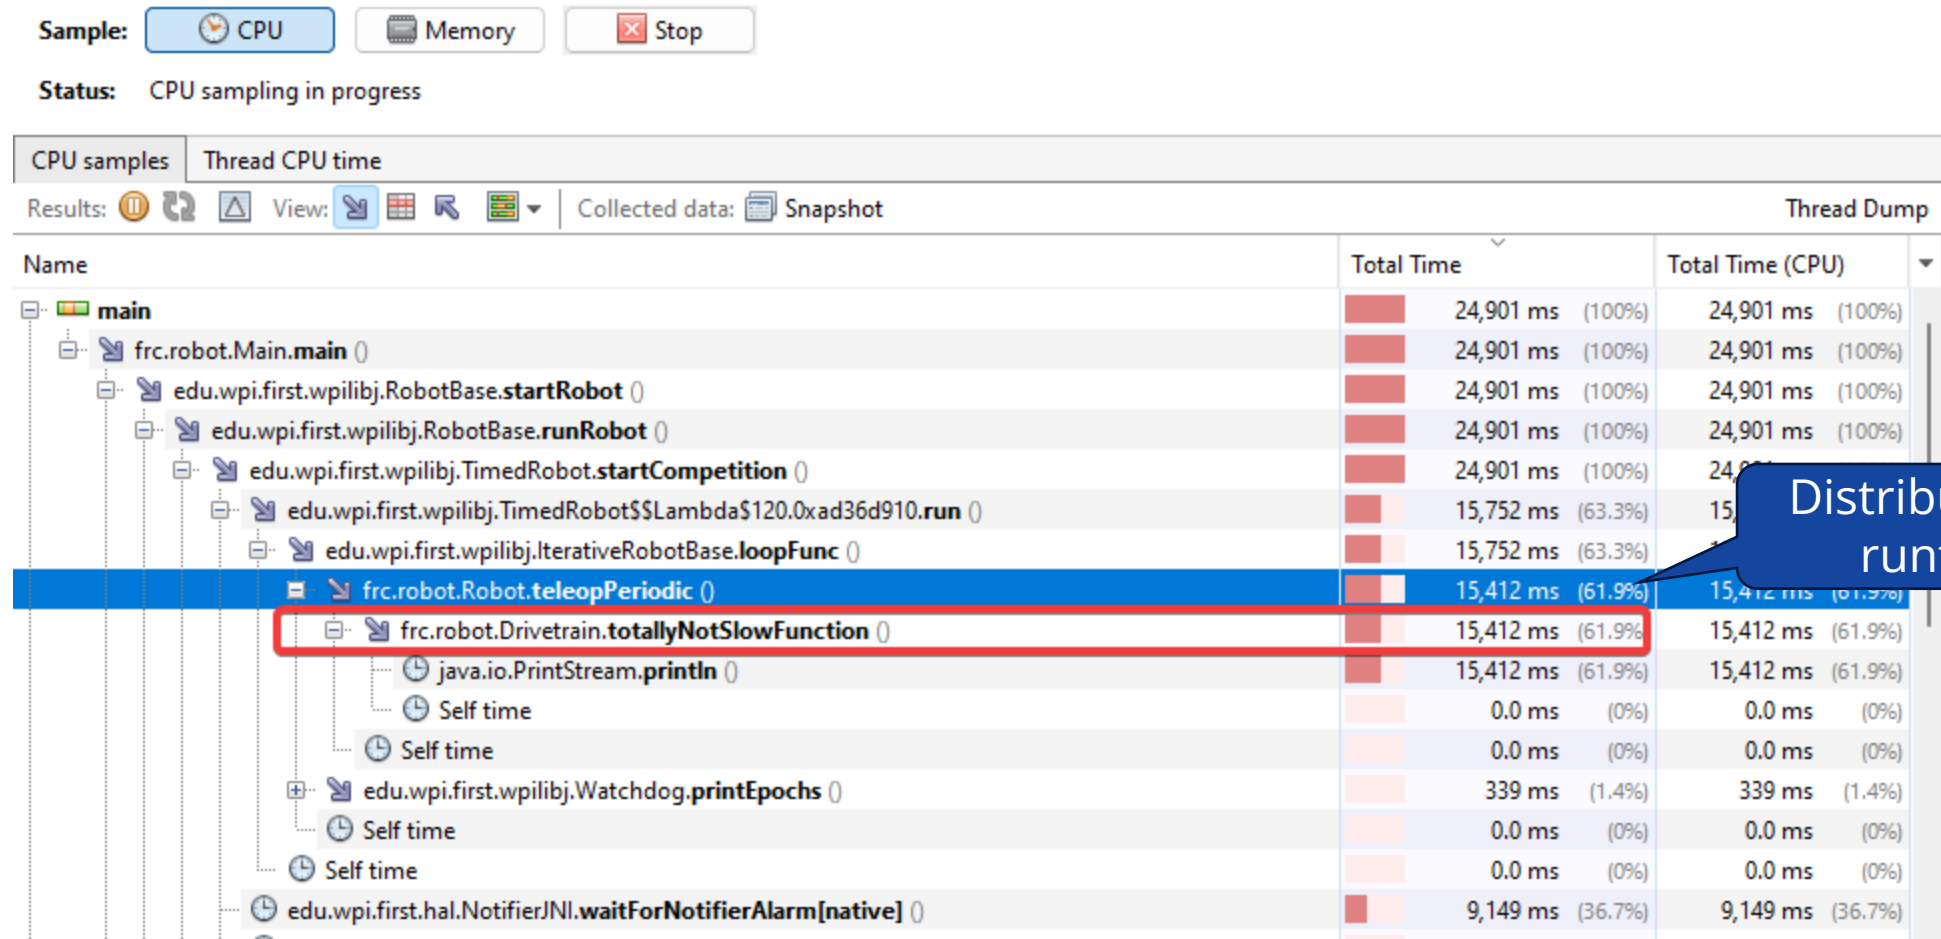 Sample: CPU Memory Stop
Status: CPU sampling in progress
CPU samples Thread CPU time
Results: View: Collected data: Snapshot Thread Dump
Name Total Time Total Time (CPU)
main 24,901 ms (100%) 24,901 ms (100%)
frc.robot.Main.main () 24,901 ms (100%) 24,901 ms (100%)
edu.wpi.first.wpilibj.RobotBase.startRobot () 24,901 ms (100%) 24,901 ms (100%)
edu.wpi.first.wpilibj.RobotBase.runRobot () 24,901 ms (100%) 24,901 ms (100%)
edu.wpi.first.wpilibj.TimedRobot.startCompetition () 24,901 ms (100%)
edu.wpi.first.wpilibj.TimedRobot$$Lambda$120.0xad36d910.run () 15,752 ms (63.3%) 15,
edu.wpi.first.wpilibj.IterativeRobotBase.loopFunc () 15,752 ms (63.3%)
frc.robot.Robot.teleopPeriodic () 15,412 ms (61.9%) 15,412 ms (61.9%)
frc.robot.Drivetrain.totallyNotSlowFunction () 15,412 ms (61.9% 15,412 ms (61.9%)
java.io.PrintStream.println () 15,412 ms (61.9%) 15,412 ms (61.9%)
Self time 0.0 ms (0%) 0.0 ms (0%)
Self time 0.0 ms (0%) 0.0 ms (0%)
edu.wpi.first.wpilibj.Watchdog.printEpochs () 339 ms (1.4%) 339 ms (1.4%)
Self time 0.0 ms (0%) 0.0 ms (0%)
Self time 0.0 ms (0%) 0.0 ms (0%)
edu.wpi.first.hal.NotifierJNI.waitForNotifierAlarm[native] () 9,149 ms (36.7%) 9,149 ms (36.7%)